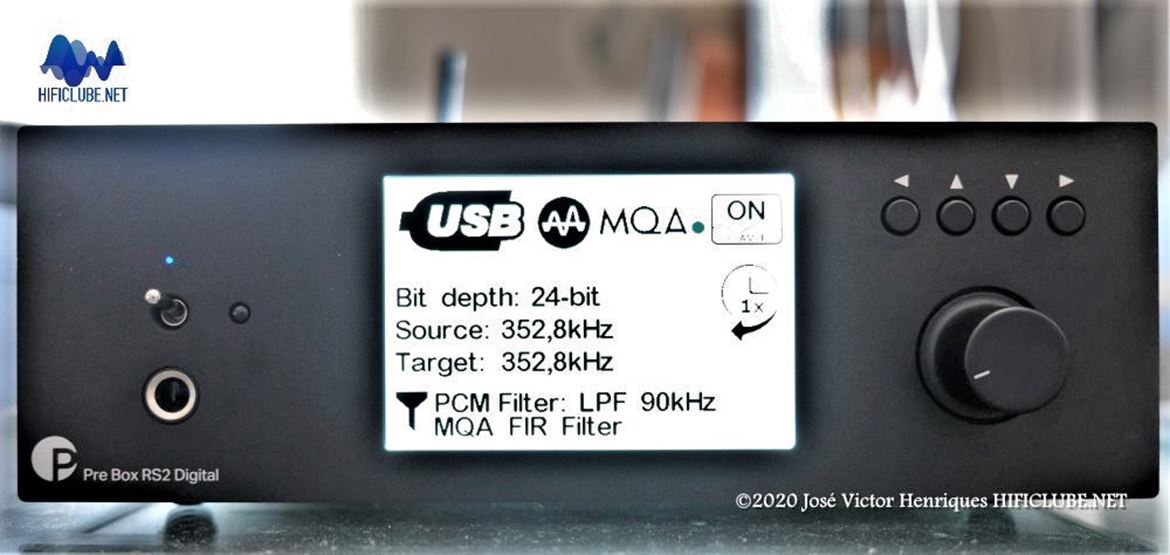 HIFICLUBE.NET
USB MQA. ON
Bit depth: 24-bit
1x
Source: 352,8kHz
Target: 352,8kHz
PCM Filter: LPF 90kHz
MQA FIR Filter
Pre Box RS2 Digital
©2020 José Victor Henriques HIFICLUBE.NET